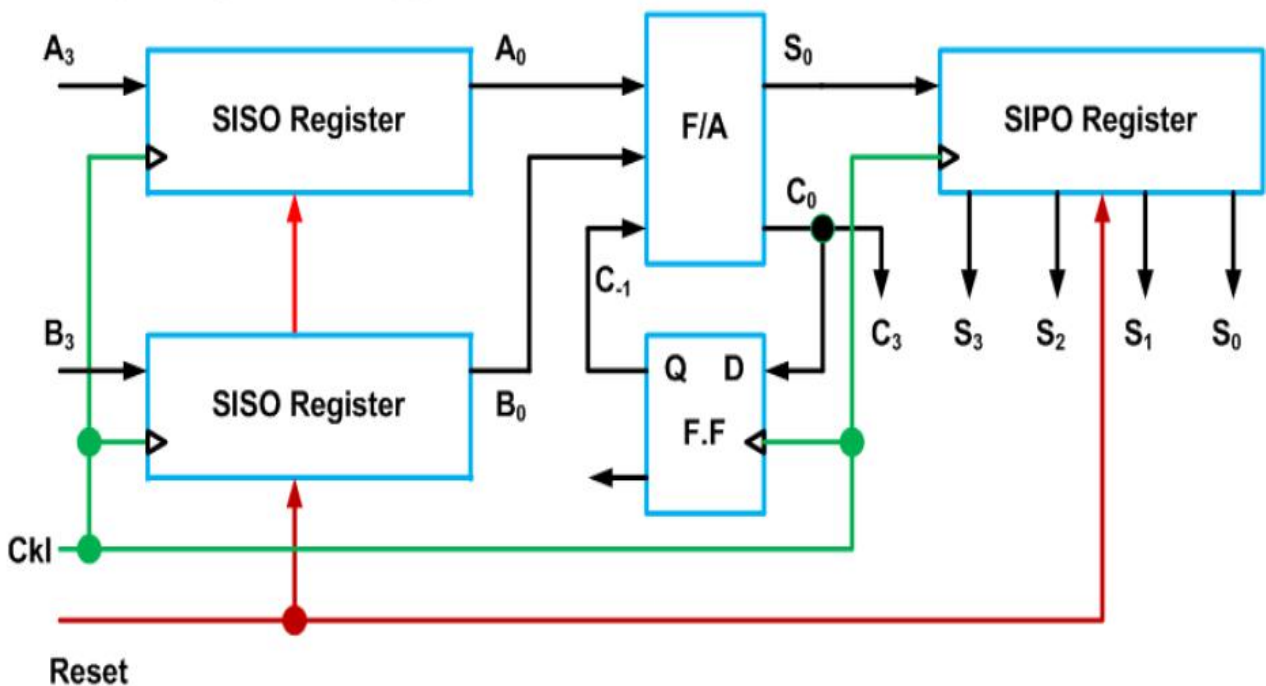 A₃
A₀
S₀
SISO Register
F/A
SIPO Register
C₀
C₋₁
B₃
C₃
S₃
S₂
S₁
S₀
Q D
SISO Register
B₀
F.F
Ckl
Reset